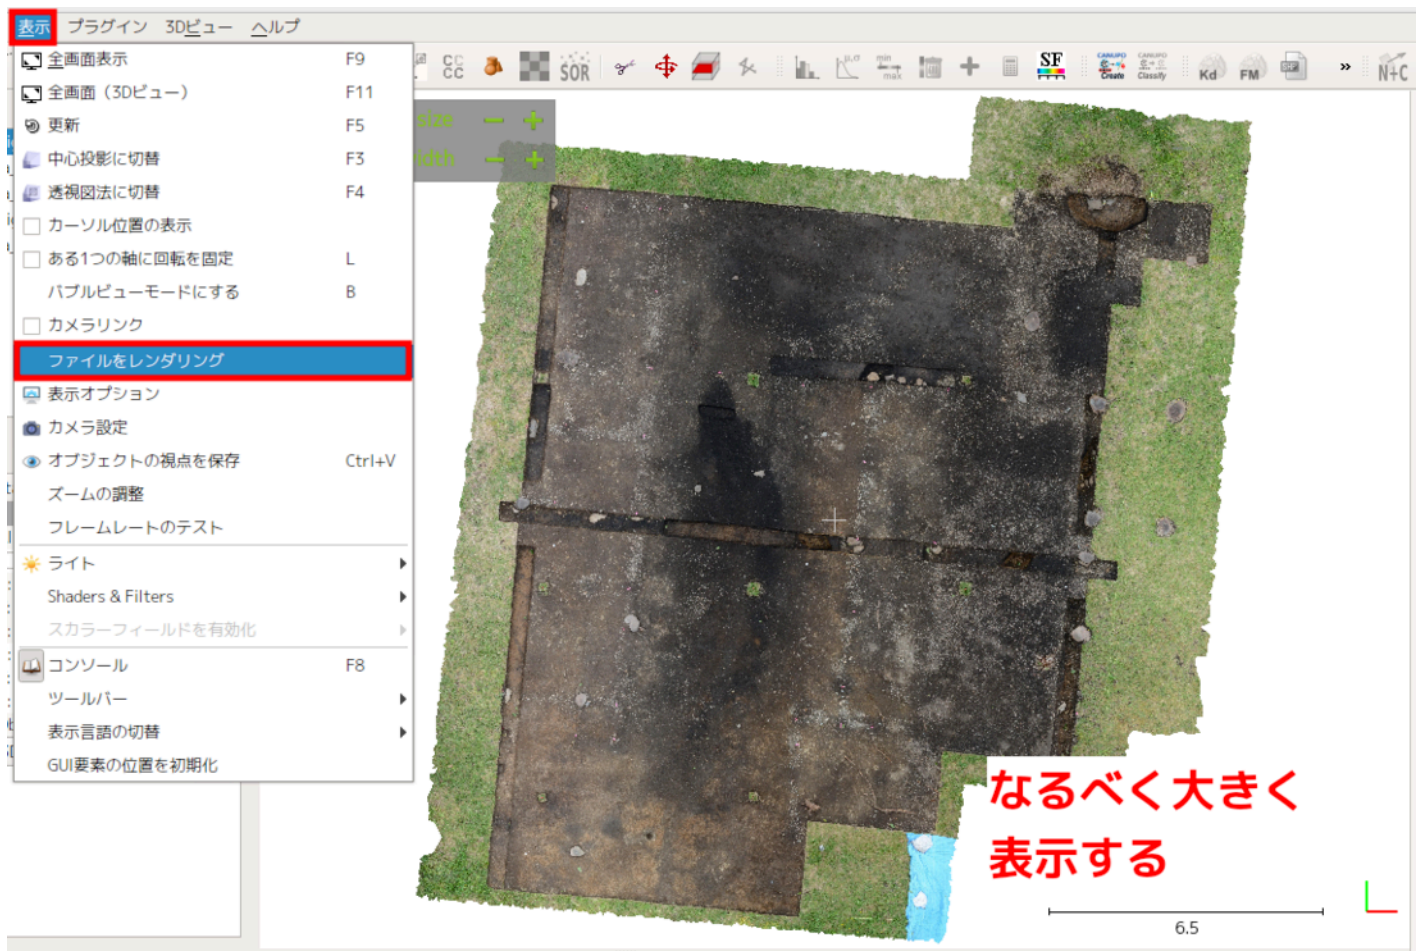 表示 プラグイン 3Dビュー ヘルプ
全画面表示 F9
全画面（3Dビュー） F11
更新 F5
中心投影に切替 F3
透視図法に切替 F4
カーソル位置の表示
ある1つの軸に回転を固定 L
バブルビューモードにする B
カメラリンク
ファイルをレンダリング
表示オプション
カメラ設定
オブジェクトの視点を保存 Ctrl+V
ズームの調整
フレームレートのテスト
ライト
Shaders & Filters
スカラーフィールドを有効化
コンソール F8
ツールバー
表示言語の切替
GUI要素の位置を初期化
CC
CC
SOR
μ,σ
min
max
SF
CANUPO
Create
CANUPO
Classify
Kd
FM
SHP
»
N+C
size
なるべく大きく
表示する
6.5